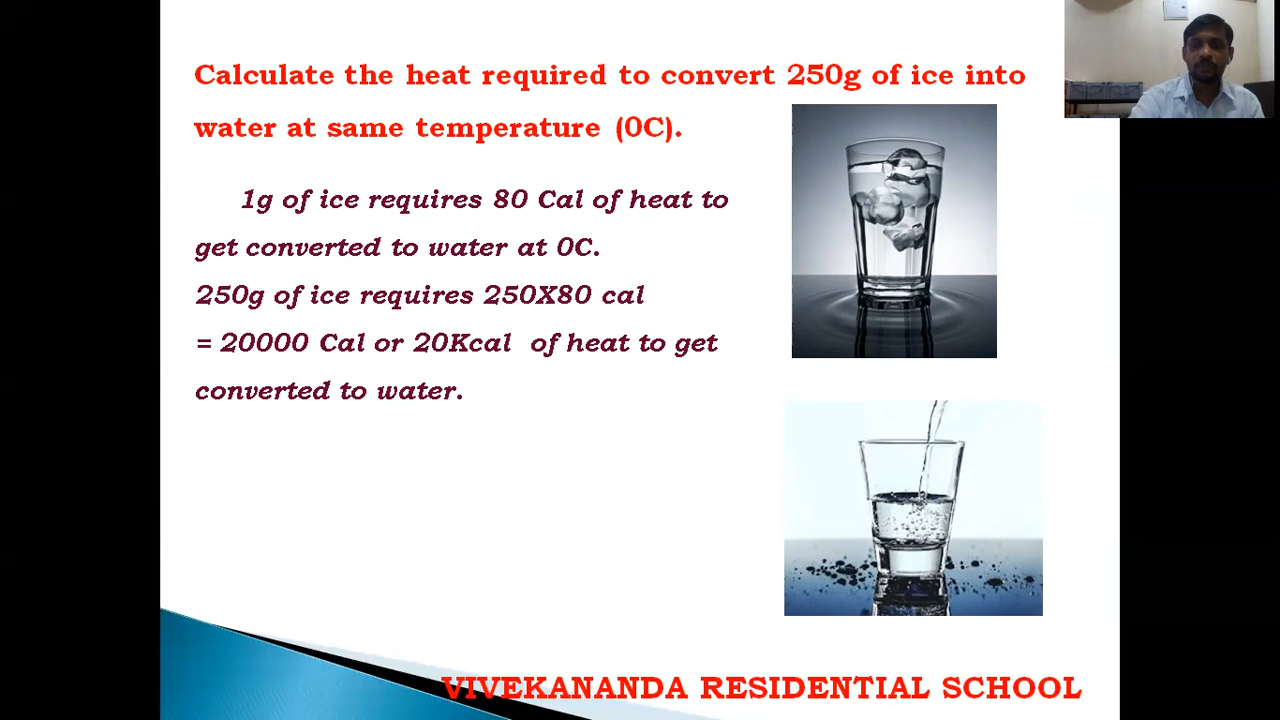 Calculate the heat required to convert 250g of ice into
water at same temperature (0C).
1g of ice requires 80 Cal of heat to
get converted to water at 0C.
250g of ice requires 250X80 cal
= 20000 Cal or 20Kcal of heat to get
converted to water.
VIVEKANANDA RESIDENTIAL SCHOOL